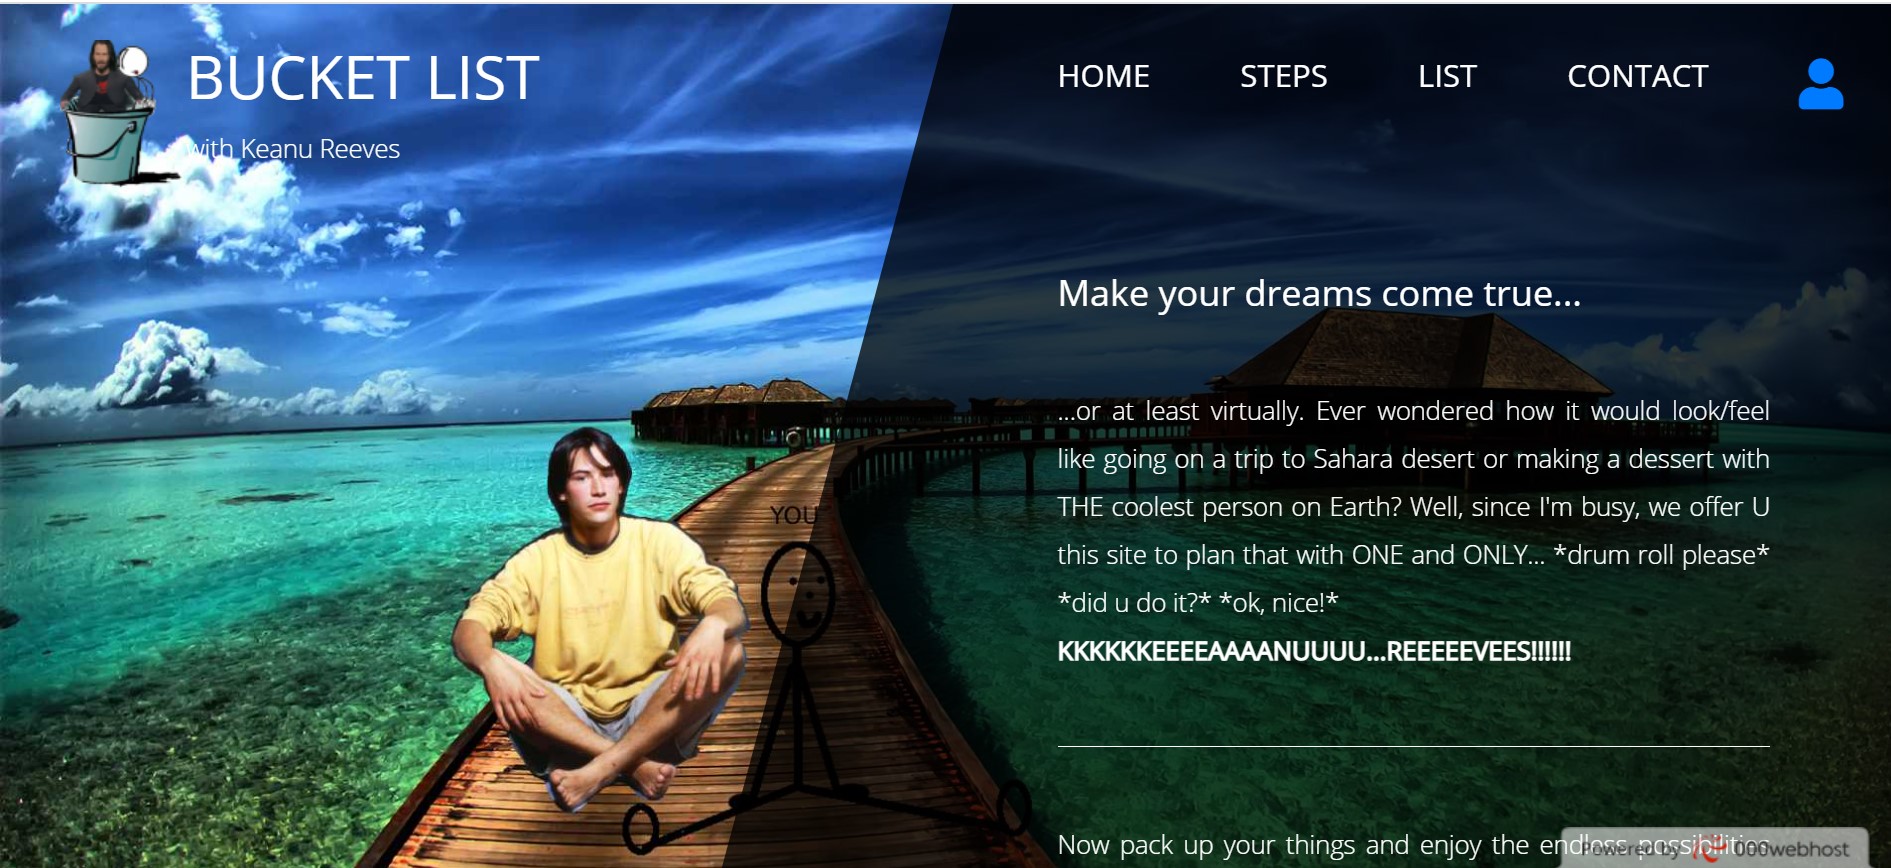 BUCKET LIST
with Keanu Reeves
HOME STEPS LIST CONTACT
Make your dreams come true...
...or at least virtually. Ever wondered how it would look/feel
like going on a trip to Sahara desert or making a dessert with
THE coolest person on Earth? Well, since I'm busy, we offer U
this site to plan that with ONE and ONLY... *drum roll please*
*did u do it?* *ok, nice!*
KKKKKKEEEEAAAANUUUU...REEEEEEVEES!!!!!!
YOU
Now pack up your things and enjoy the endless possibilities
Powered by 000webhost